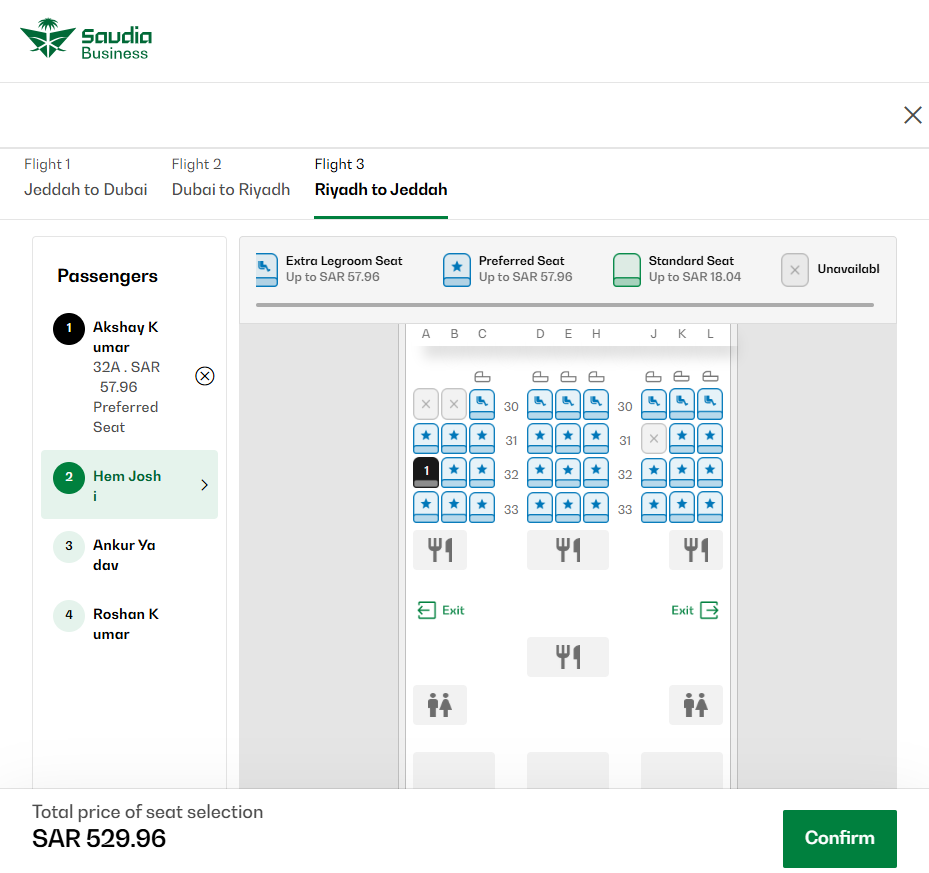 Saudia
Business
Flight 1
Jeddah to Dubai
Flight 2
Dubai to Riyadh
Flight 3
Riyadh to Jeddah
Passengers
1
Akshay K
umar
32A . SAR
57.96
Preferred
Seat
2
Hem Josh
i
3
Ankur Ya
dav
4
Roshan K
umar
Extra Legroom Seat
Up to SAR 57.96
Preferred Seat
Up to SAR 57.96
Standard Seat
Up to SAR 18.04
Unavailabl
A B C D E H J K L
30 30
31 31
1 32 32
33 33
Exit Exit
Total price of seat selection
SAR 529.96
Confirm